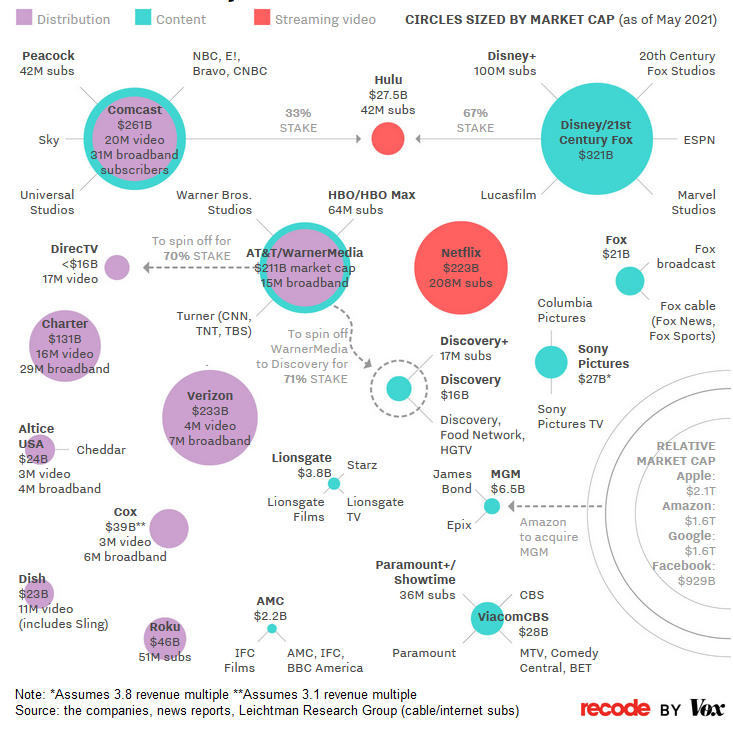 Distribution
Content
Streaming video
CIRCLES SIZED BY MARKET CAP (as of May 2021)
Peacock
42M subs
NBC, E!,
Bravo, CNBC
Comcast
$261B
20M video
31M broadband
subscribers
Sky
Universal
Studios
33%
STAKE
Hulu
$27.5B
42M subs
67%
STAKE
Disney+
100M subs
20th Century
Fox Studios
Disney/21st
Century Fox
$321B
ESPN
Lucasfilm
Marvel
Studios
Warner Bros.
Studios
HBO/HBO Max
64M subs
DirecTV
<$16B
17M video
To spin off for
70% STAKE
AT&T/WarnerMedia
$211B market cap
15M broadband
Turner (CNN,
TNT, TBS)
Netflix
$223B
208M subs
Fox
$21B
Fox
broadcast
Fox cable
(Fox News,
Fox Sports)
Charter
$131B
16M video
29M broadband
To spin off
WarnerMedia
to Discovery for
71% STAKE
Discovery+
17M subs
Discovery
$16B
Discovery,
Food Network,
HGTV
Columbia
Pictures
Sony
Pictures
$27B*
Sony
Pictures TV
Verizon
$233B
4M video
7M broadband
Altice
USA
$24B
3M video
4M broadband
Cheddar
Lionsgate
$3.8B
Starz
Lionsgate
Films
Lionsgate
TV
James
Bond
MGM
$6.5B
Epix
Amazon
to acquire
MGM
RELATIVE
MARKET CAP
Apple:
$2.1T
Amazon:
$1.6T
Google:
$1.6T
Facebook:
$929B
Cox
$39B**
3M video
6M broadband
Dish
$23B
11M video
(includes Sling)
Roku
$46B
51M subs
AMC
$2.2B
IFC
Films
AMC, IFC,
BBC America
Paramount+/
Showtime
36M subs
CBS
ViacomCBS
$28B
Paramount
MTV, Comedy
Central, BET
Note: *Assumes 3.8 revenue multiple **Assumes 3.1 revenue multiple
Source: the companies, news reports, Leichtman Research Group (cable/internet subs)
recode BY Vox